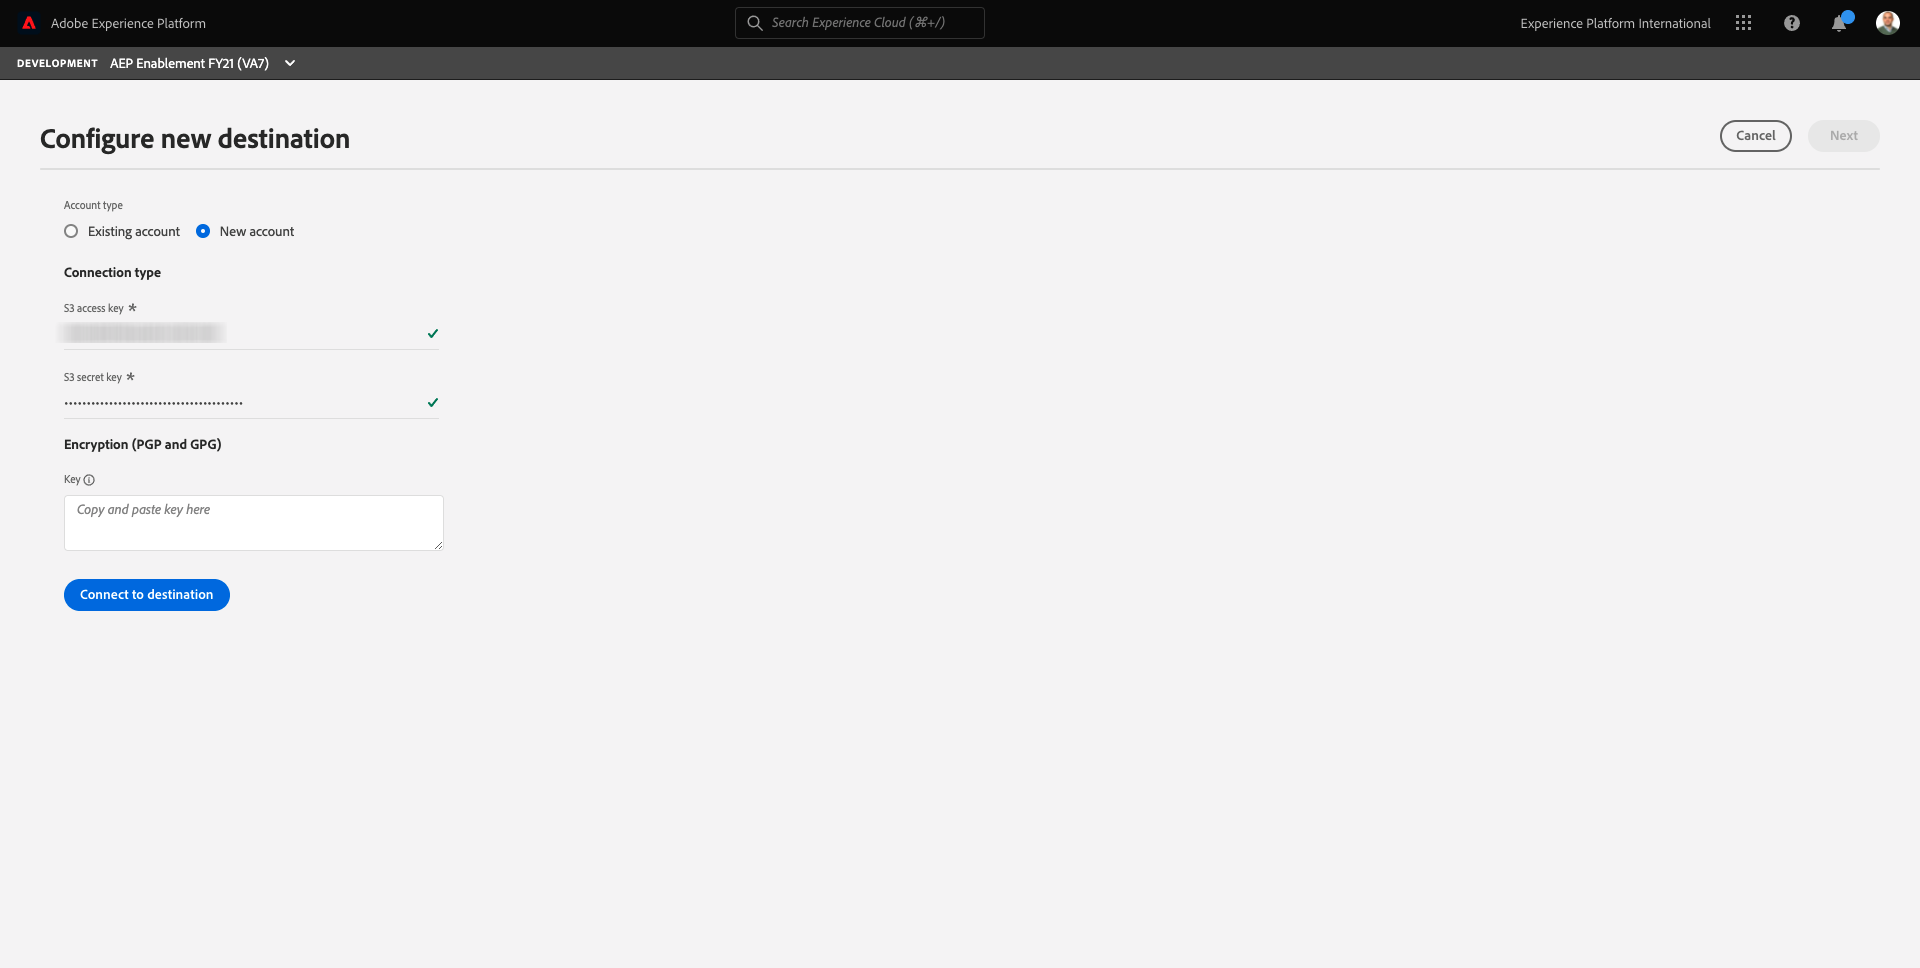 Adobe Experience Platform
Search Experience Cloud (⌘+/)
Experience Platform International
DEVELOPMENT AEP Enablement FY21 (VA7)
Configure new destination
Cancel
Next
Account type
Existing account
New account
Connection type
S3 access key *
S3 secret key *
••••••••••••••••••••••••••••••••••••••••
Encryption (PGP and GPG)
Key
Copy and paste key here
Connect to destination